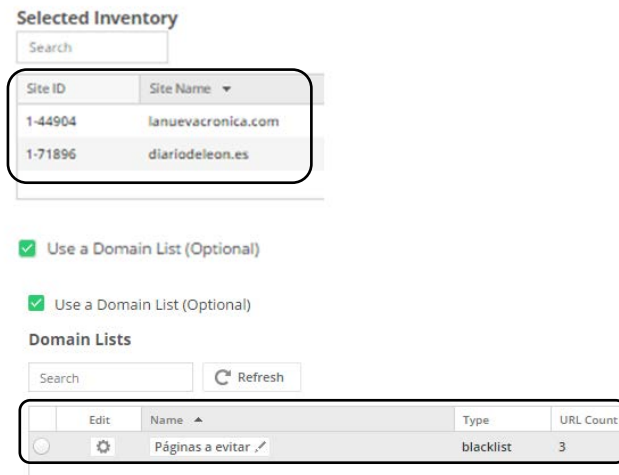 Selected Inventory
Search
Site ID Site Name
1-44904 lanuevacronica.com
1-71896 diariodeleon.es
Use a Domain List (Optional)
Use a Domain List (Optional)
Domain Lists
Search Refresh
Edit Name Type URL Count
Páginas a evitar blacklist 3